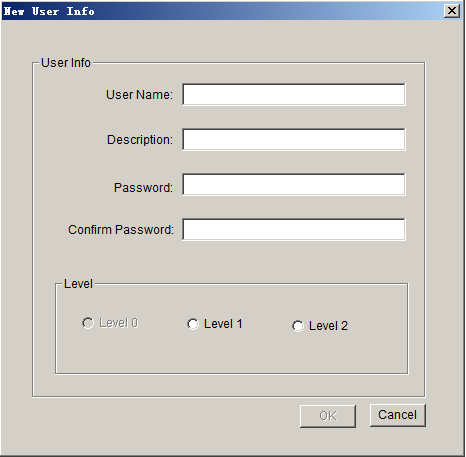 New User Info
User Info
User Name:
Description:
Password:
Confirm Password:
Level
Level 0 Level 1 Level 2
OK Cancel